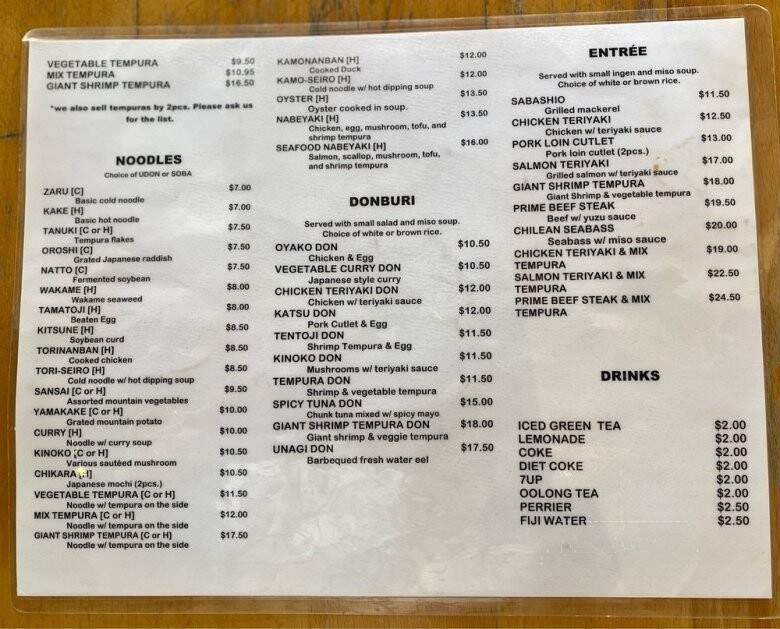 VEGETABLE TEMPURA $9.50
MIX TEMPURA $10.95
GIANT SHRIMP TEMPURA $16.50
*we also sell tempuras by 2pcs. Please ask us
for the list.
NOODLES
Choice of UDON or SOBA
ZARU [C] $7.00
Basic cold noodle
KAKE [H] $7.00
Basic hot noodle
TANUKI [C or H] $7.50
Tempura flakes
OROSHI [C] $7.50
Grated Japanese raddish
NATTO [C] $7.50
Fermented soybean
WAKAME [H] $8.00
Wakame seaweed
TAMATOJI [H] $8.00
Beaten Egg
KITSUNE [H] $8.50
Soybean curd
TORINANBAN [H] $8.50
Cooked chicken
TORI-SEIRO [H] $8.50
Cold noodle w/ hot dipping soup
SANSAI [C or H] $9.50
Assorted mountain vegetables
YAMAKAKE [C or H] $10.00
Grated mountain potato
CURRY [H] $10.00
Noodle w/ curry soup
KINOKO [C or H] $10.50
Various sautéed mushroom
CHIKARA [H] $10.50
Japanese mochi (2pcs.)
VEGETABLE TEMPURA [C or H] $11.50
Noodle w/ tempura on the side
MIX TEMPURA [C or H] $12.00
Noodle w/ tempura on the side
GIANT SHRIMP TEMPURA [C or H] $17.50
Noodle w/ tempura on the side
KAMONANBAN [H] $12.00
Cooked Duck
KAMO-SEIRO [H] $12.00
Cold noodle w/ hot dipping soup
OYSTER [H] $13.50
Oyster cooked in soup.
NABEYAKI [H] $13.50
Chicken, egg, mushroom, tofu, and
shrimp tempura
SEAFOOD NABEYAKI [H] $16.00
Salmon, scallop, mushroom, tofu,
and shrimp tempura
DONBURI
Served with small salad and miso soup.
Choice of white or brown rice.
OYAKO DON $10.50
Chicken & Egg
VEGETABLE CURRY DON $10.50
Japanese style curry
CHICKEN TERIYAKI DON $12.00
Chicken w/ teriyaki sauce
KATSU DON $12.00
Pork Cutlet & Egg
TENTOJI DON $11.50
Shrimp Tempura & Egg
KINOKO DON $11.50
Mushrooms w/ teriyaki sauce
TEMPURA DON $11.50
Shrimp & vegetable tempura
SPICY TUNA DON $15.00
Chunk tuna mixed w/ spicy mayo
GIANT SHRIMP TEMPURA DON $18.00
Giant shrimp & veggie tempura
UNAGI DON $17.50
Barbequed fresh water eel
ENTRÉE
Served with small ingen and miso soup.
Choice of white or brown rice.
SABASHIO $11.50
Grilled mackerel
CHICKEN TERIYAKI $12.50
Chicken w/ teriyaki sauce
PORK LOIN CUTLET $13.00
Pork loin cutlet (2pcs.)
SALMON TERIYAKI $17.00
Grilled salmon w/ teriyaki sauce
GIANT SHRIMP TEMPURA $18.00
Giant Shrimp & vegetable tempura
PRIME BEEF STEAK $19.50
Beef w/ yuzu sauce
CHILEAN SEABASS $20.00
Seabass w/ miso sauce
CHICKEN TERIYAKI & MIX $19.00
TEMPURA
SALMON TERIYAKI & MIX $22.50
TEMPURA
PRIME BEEF STEAK & MIX $24.50
TEMPURA
DRINKS
ICED GREEN TEA $2.00
LEMONADE $2.00
COKE $2.00
DIET COKE $2.00
7UP $2.00
OOLONG TEA $2.00
PERRIER $2.50
FIJI WATER $2.50